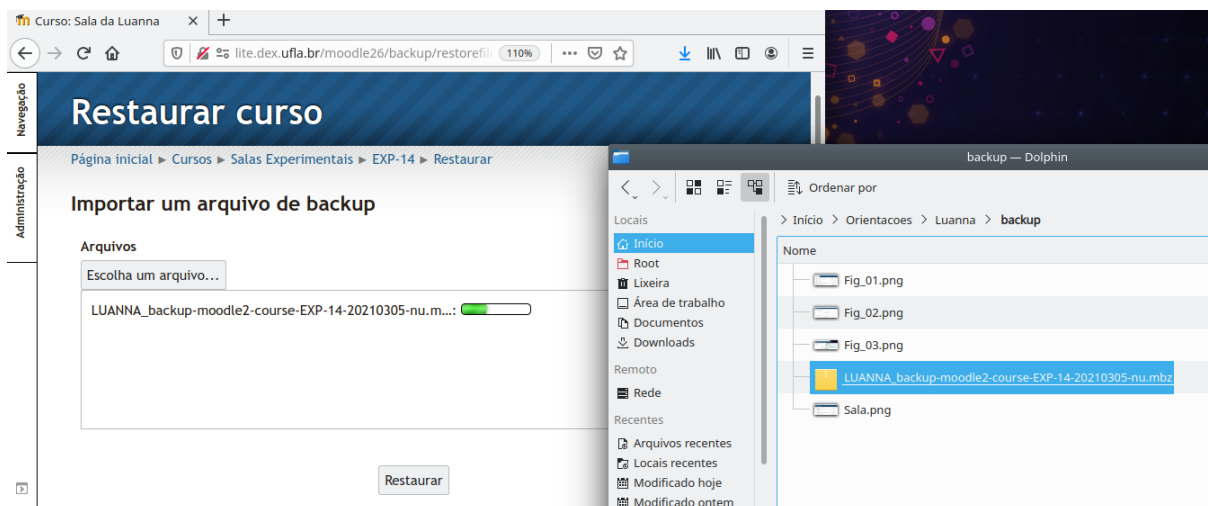 Curso: Sala da Luanna
lite.dex.ufla.br/moodle26/backup/restorefil 110%
Navegação
Administração
Restaurar curso
Página inicial ► Cursos ► Salas Experimentais ► EXP-14 ► Restaurar
Importar um arquivo de backup
Arquivos
Escolha um arquivo...
LUANNA_backup-moodle2-course-EXP-14-20210305-nu.m...:
Restaurar
backup — Dolphin
Ordenar por
Locais
Início
Root
Lixeira
Área de trabalho
Documentos
Downloads
Remoto
Rede
Recentes
Arquivos recentes
Locais recentes
Modificado hoje
Modificado ontem
> Início > Orientacoes > Luanna > backup
Nome
Fig_01.png
Fig_02.png
Fig_03.png
LUANNA_backup-moodle2-course-EXP-14-20210305-nu.mbz
Sala.png